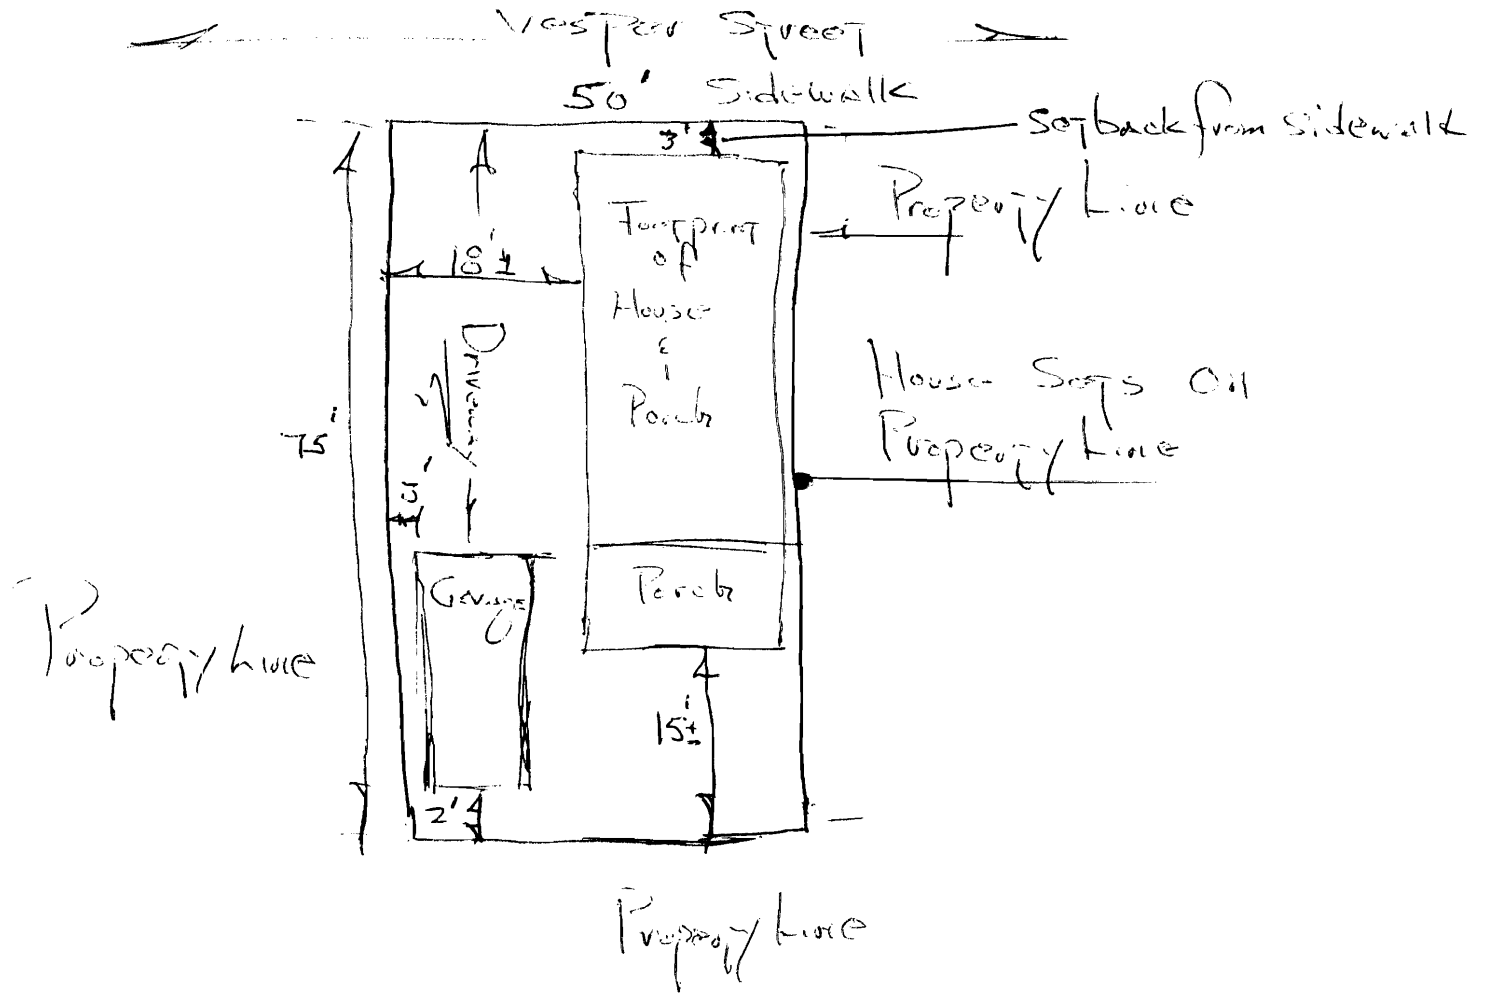 Vesper Street
50' Sidewalk
3'
Setback from Sidewalk
Property Line
Footprint
of
House
&
Porch
18'±
Driveway
House Sets On
Property Line
75'
2'
Garage
Porch
Property Line
15'±
2'
Property Line